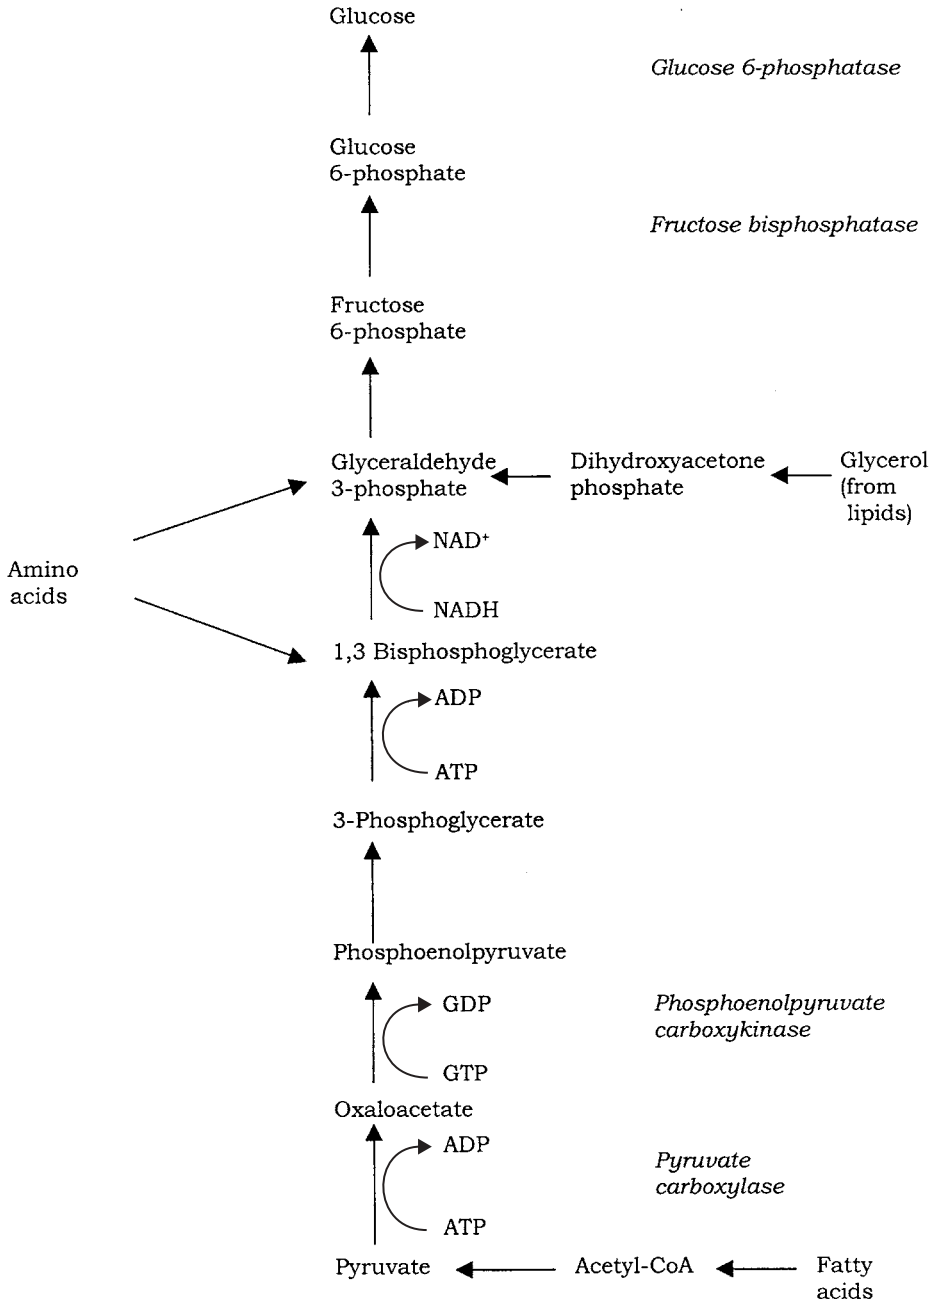 Glucose
Glucose 6-phosphatase
Glucose
6-phosphate
Fructose bisphosphatase
Fructose
6-phosphate
Glyceraldehyde
3-phosphate
Dihydroxyacetone
phosphate
Glycerol
(from
lipids)
NAD⁺
Amino
acids
NADH
1,3 Bisphosphoglycerate
ADP
ATP
3-Phosphoglycerate
Phosphoenolpyruvate
GDP
Phosphoenolpyruvate
carboxykinase
GTP
Oxaloacetate
ADP
Pyruvate
carboxylase
ATP
Pyruvate
Acetyl-CoA
Fatty
acids